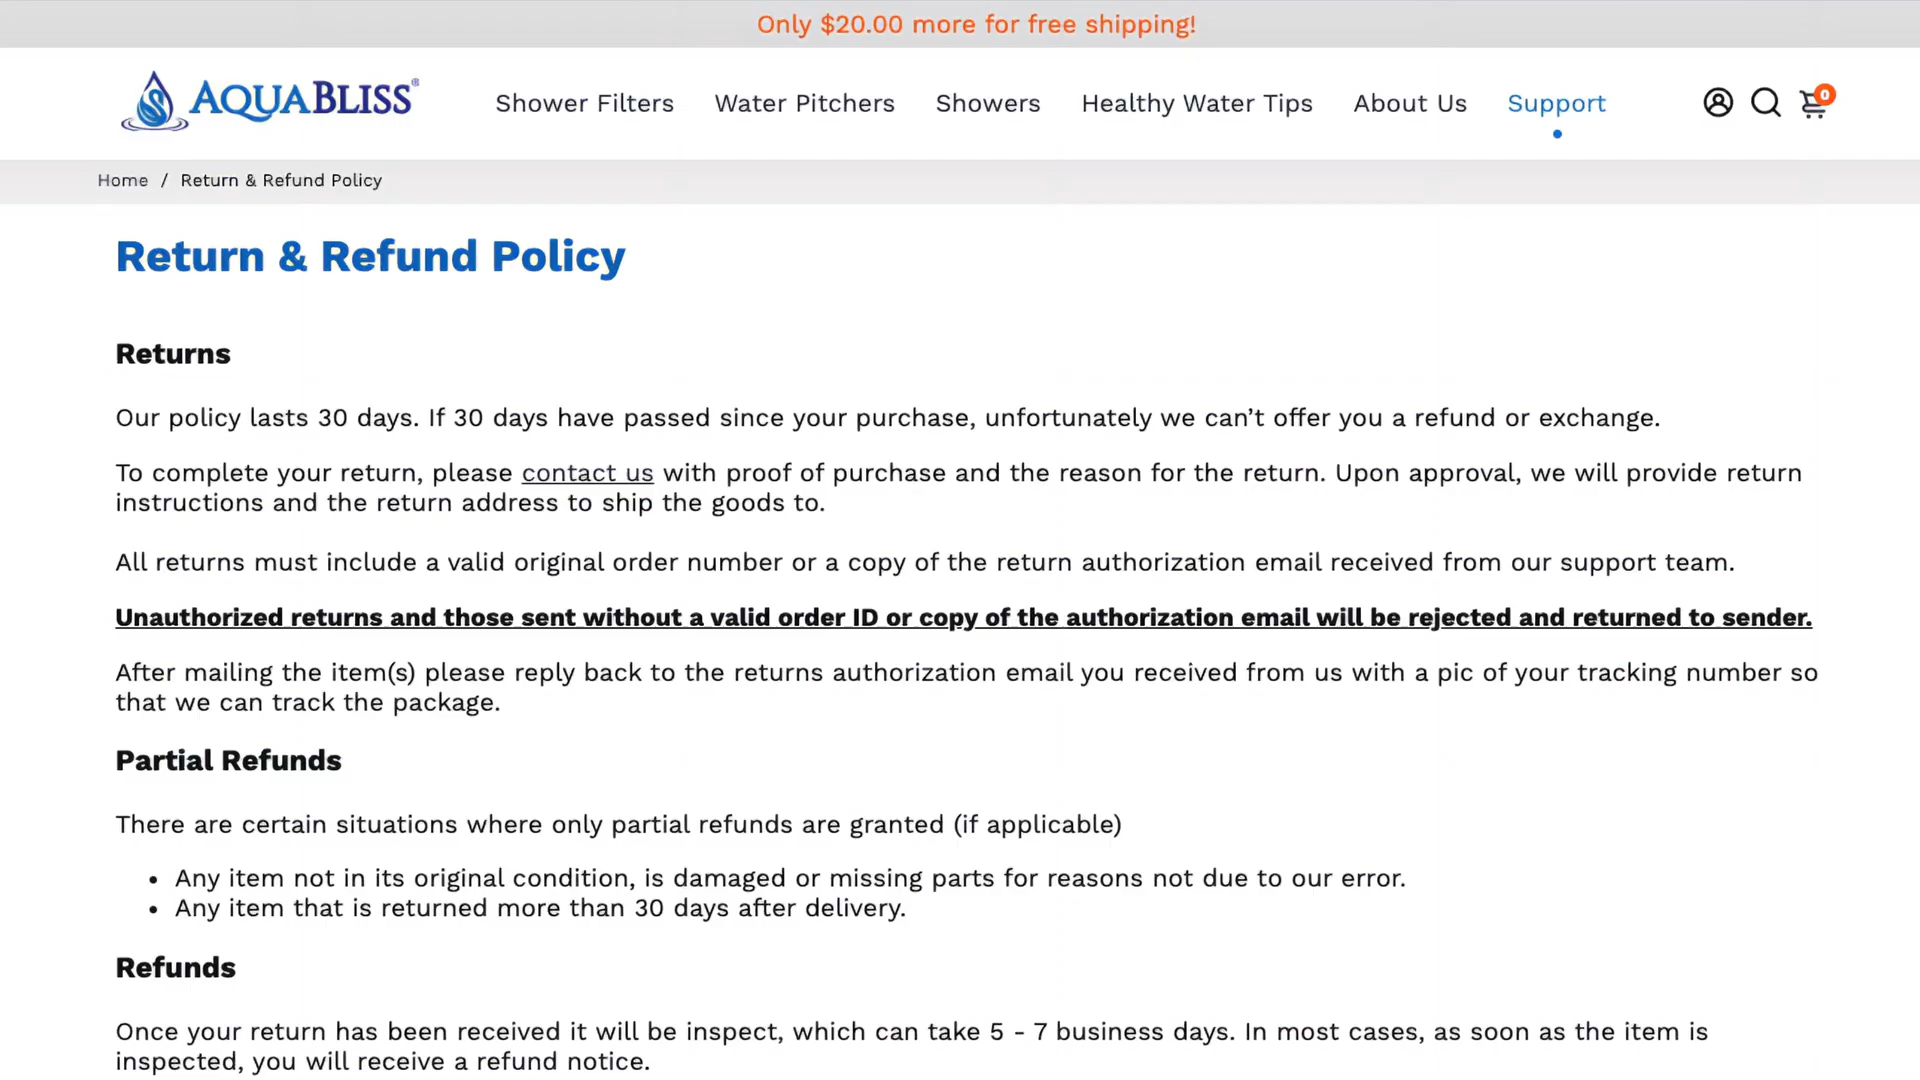 Only $20.00 more for free shipping!
AQUABLISS®
Shower Filters
Water Pitchers
Showers
Healthy Water Tips
About Us
Support
0
Home / Return & Refund Policy
Return & Refund Policy
Returns
Our policy lasts 30 days. If 30 days have passed since your purchase, unfortunately we can’t offer you a refund or exchange.
To complete your return, please contact us with proof of purchase and the reason for the return. Upon approval, we will provide return
instructions and the return address to ship the goods to.
All returns must include a valid original order number or a copy of the return authorization email received from our support team.
Unauthorized returns and those sent without a valid order ID or copy of the authorization email will be rejected and returned to sender.
After mailing the item(s) please reply back to the returns authorization email you received from us with a pic of your tracking number so
that we can track the package.
Partial Refunds
There are certain situations where only partial refunds are granted (if applicable)
• Any item not in its original condition, is damaged or missing parts for reasons not due to our error.
• Any item that is returned more than 30 days after delivery.
Refunds
Once your return has been received it will be inspect, which can take 5 - 7 business days. In most cases, as soon as the item is
inspected, you will receive a refund notice.